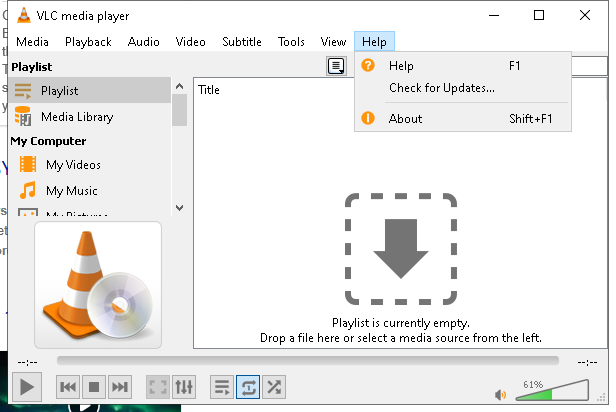 VLC media player
Media Playback Audio Video Subtitle Tools View Help
Playlist
Playlist
Media Library
My Computer
My Videos
My Music
My Pictures
Title
Help F1
Check for Updates...
About Shift+F1
Playlist is currently empty.
Drop a file here or select a media source from the left.
--:-- --:--
61%